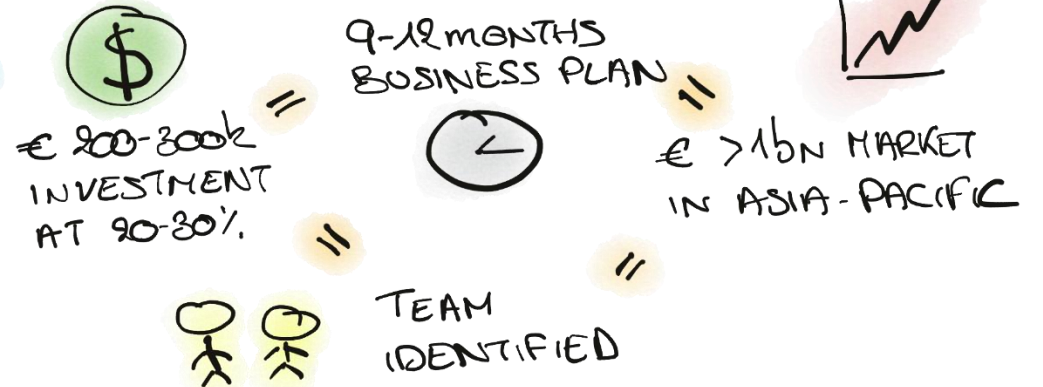 $
€ 200-300k
INVESTMENT
AT 20-30%
9-12 MONTHS
BUSINESS PLAN
€ >1bN MARKET
IN ASIA-PACIFIC
TEAM
IDENTIFIED